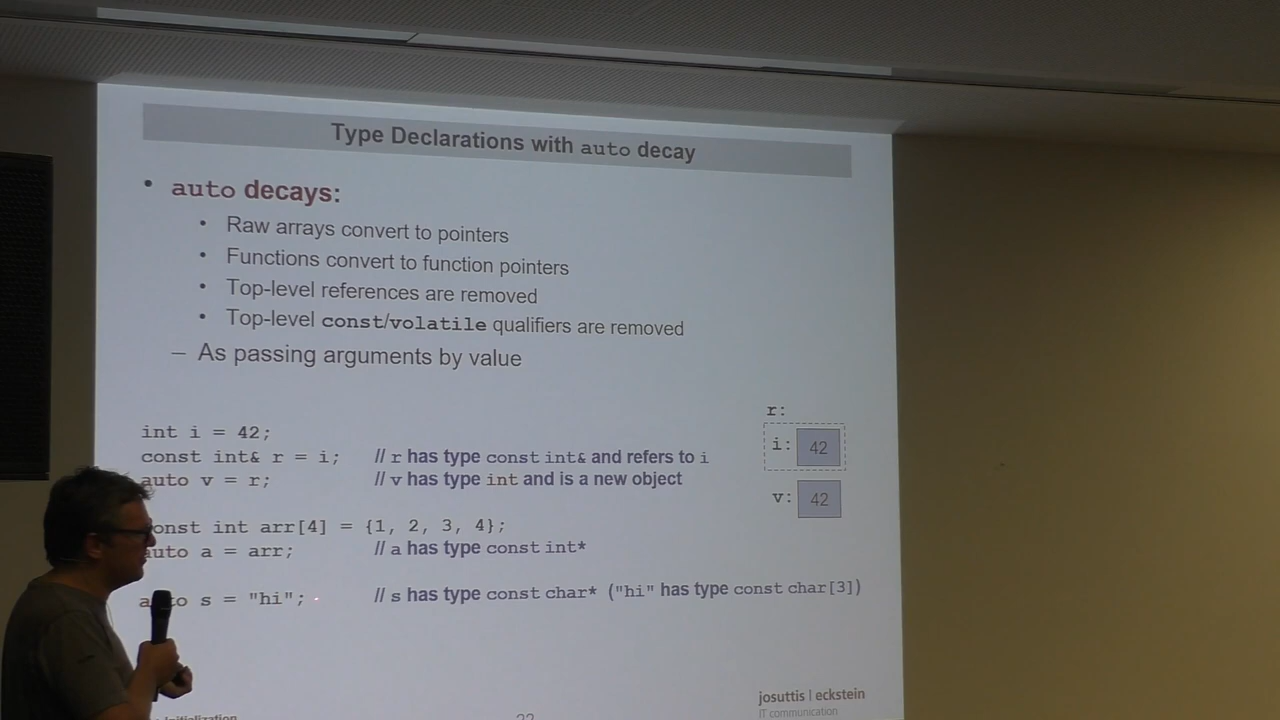 Type Declarations with auto decay
• auto decays:
• Raw arrays convert to pointers
• Functions convert to function pointers
• Top-level references are removed
• Top-level const/volatile qualifiers are removed
– As passing arguments by value
r:
int i = 42;
i: 42
const int& r = i; // r has type const int& and refers to i
auto v = r; // v has type int and is a new object
v: 42
onst int arr[4] = {1, 2, 3, 4};
auto a = arr; // a has type const int*
auto s = "hi"; // s has type const char* ("hi" has type const char[3])
josuttis | eckstein
IT communication